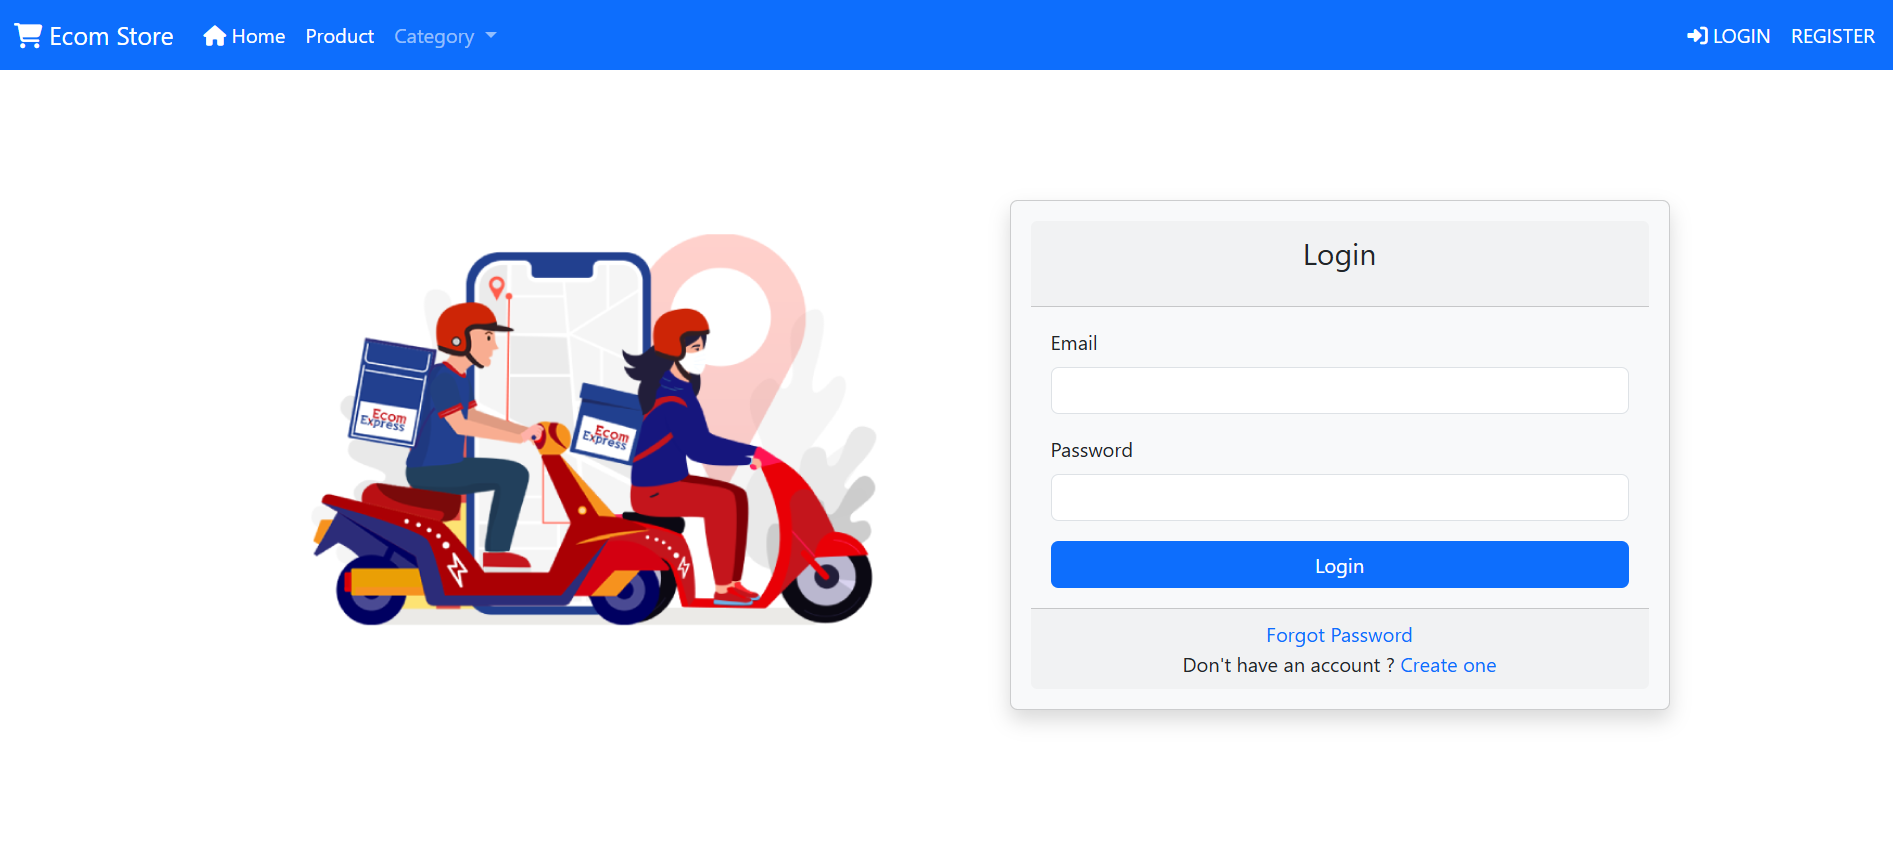 Ecom Store Home Product Category LOGIN REGISTER
Ecom
Express
Ecom
Express
Login
Email
Password
Login
Forgot Password
Don't have an account ? Create one